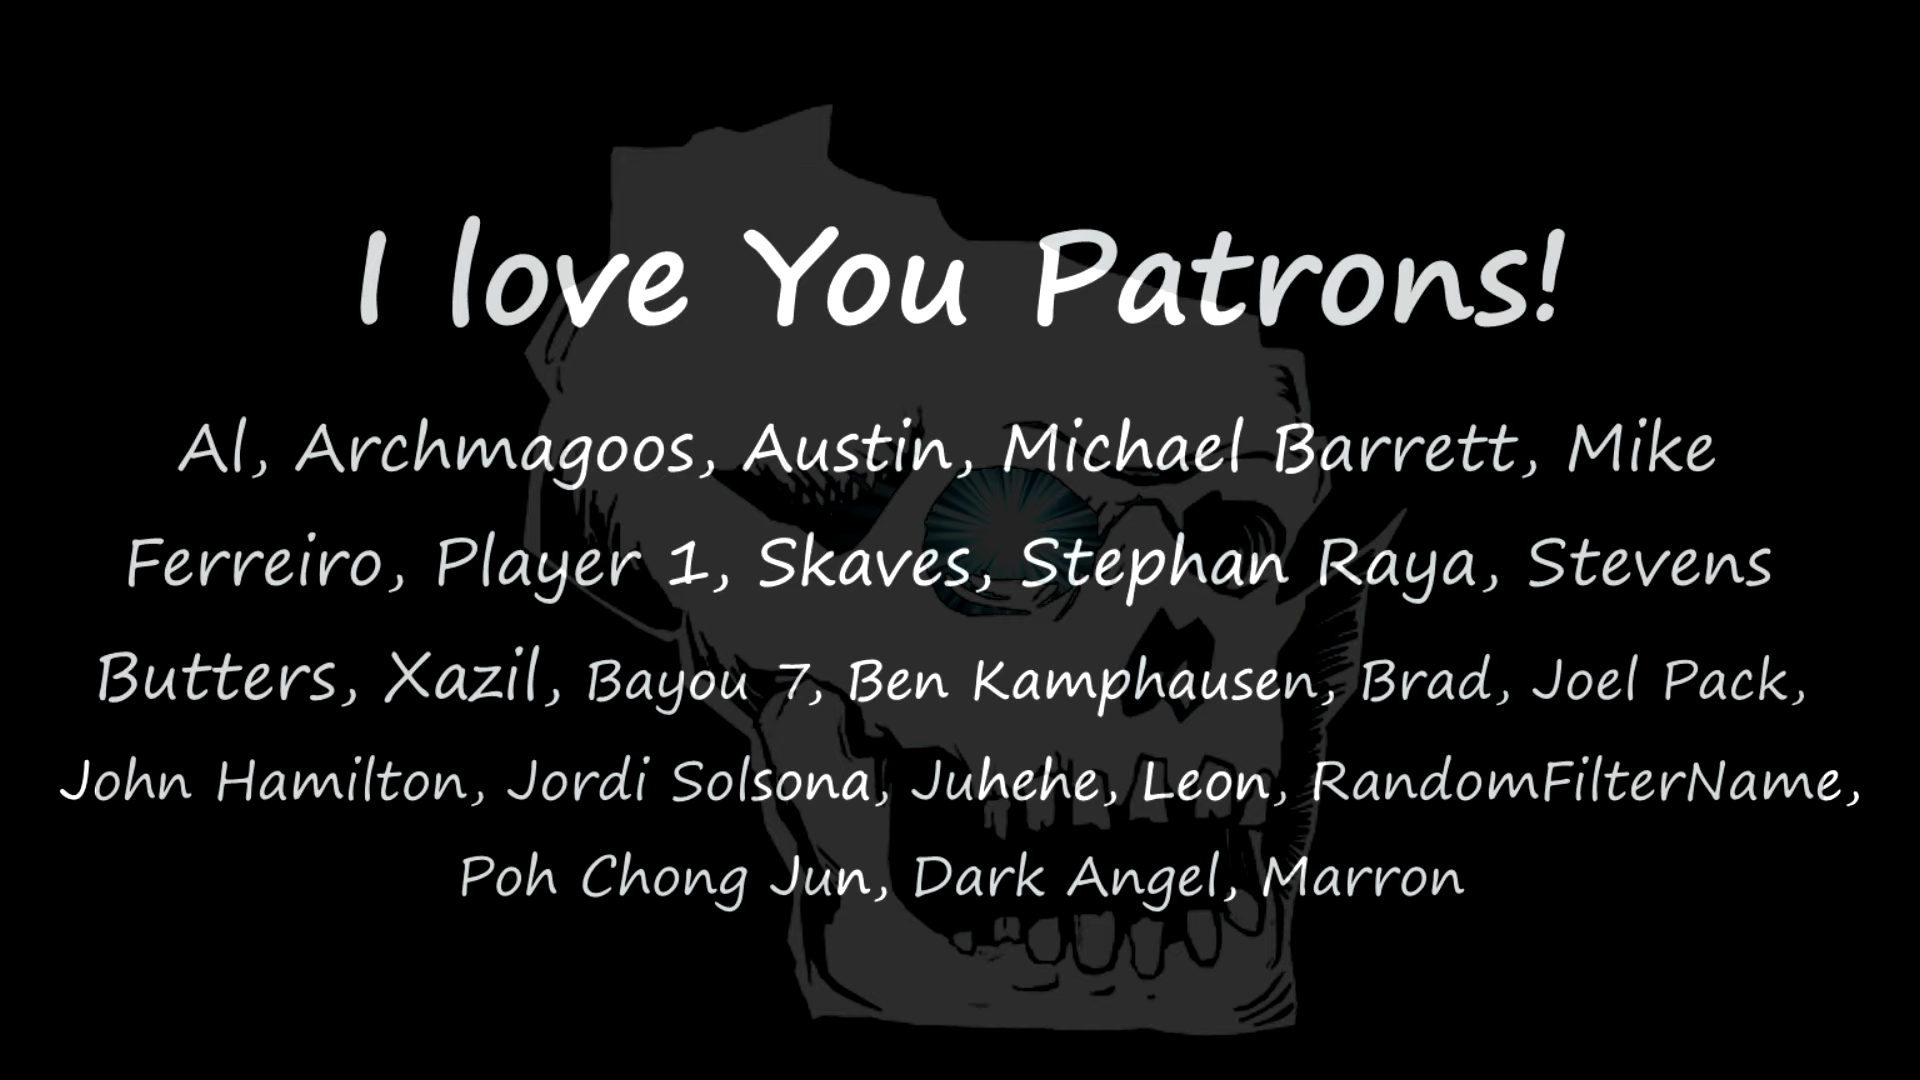 I love You Patrons!
Al, Archmagoos, Austin, Michael Barrett, Mike
Ferreiro, Player 1, Skaves, Stephan Raya, Stevens
Butters, Xazil, Bayou 7, Ben Kamphausen, Brad, Joel Pack,
John Hamilton, Jordi Solsona, Juhehe, Leon, RandomFilterName,
Poh Chong Jun, Dark Angel, Marron